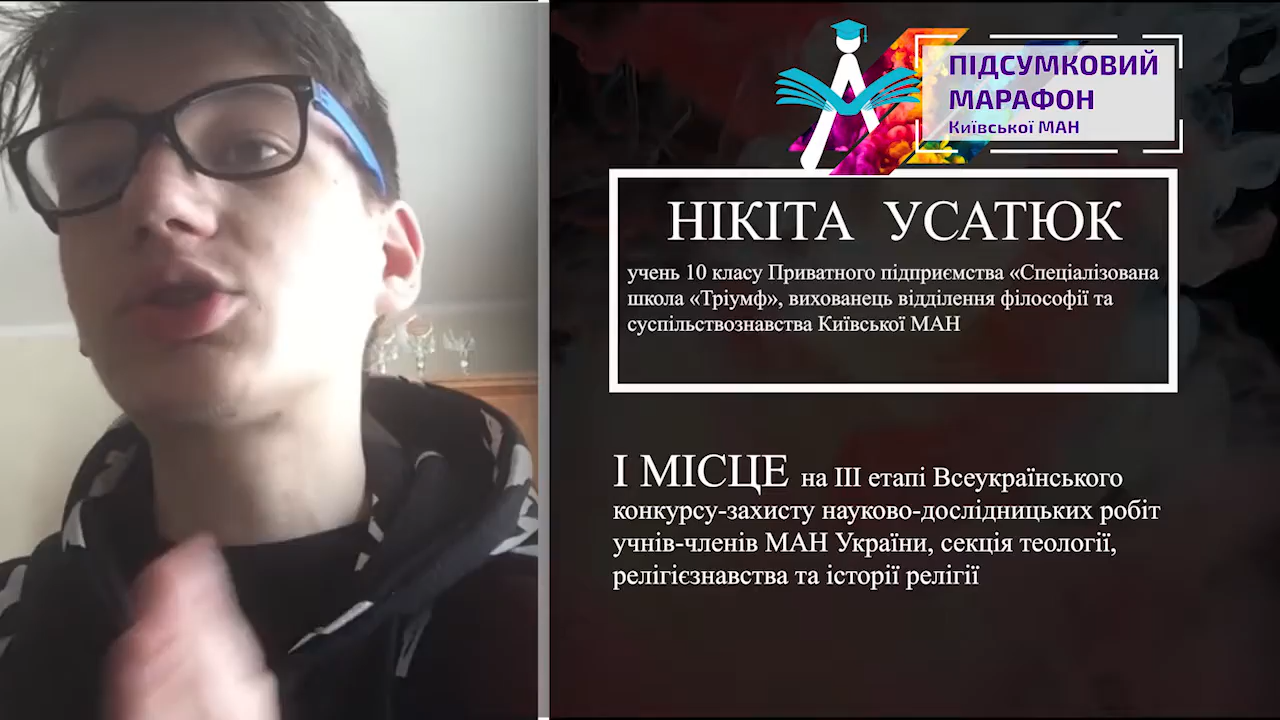 ПІДСУМКОВИЙ
МАРАФОН
Київської МАН
НІКІТА УСАТЮК
учень 10 класу Приватного підприємства «Спеціалізована
школа «Тріумф», вихованець відділення філософії та
суспільствознавства Київської МАН
І МІСЦЕ на ІІІ етапі Всеукраїнського
конкурсу-захисту науково-дослідницьких робіт
учнів-членів МАН України, секція теології,
релігієзнавства та історії релігії